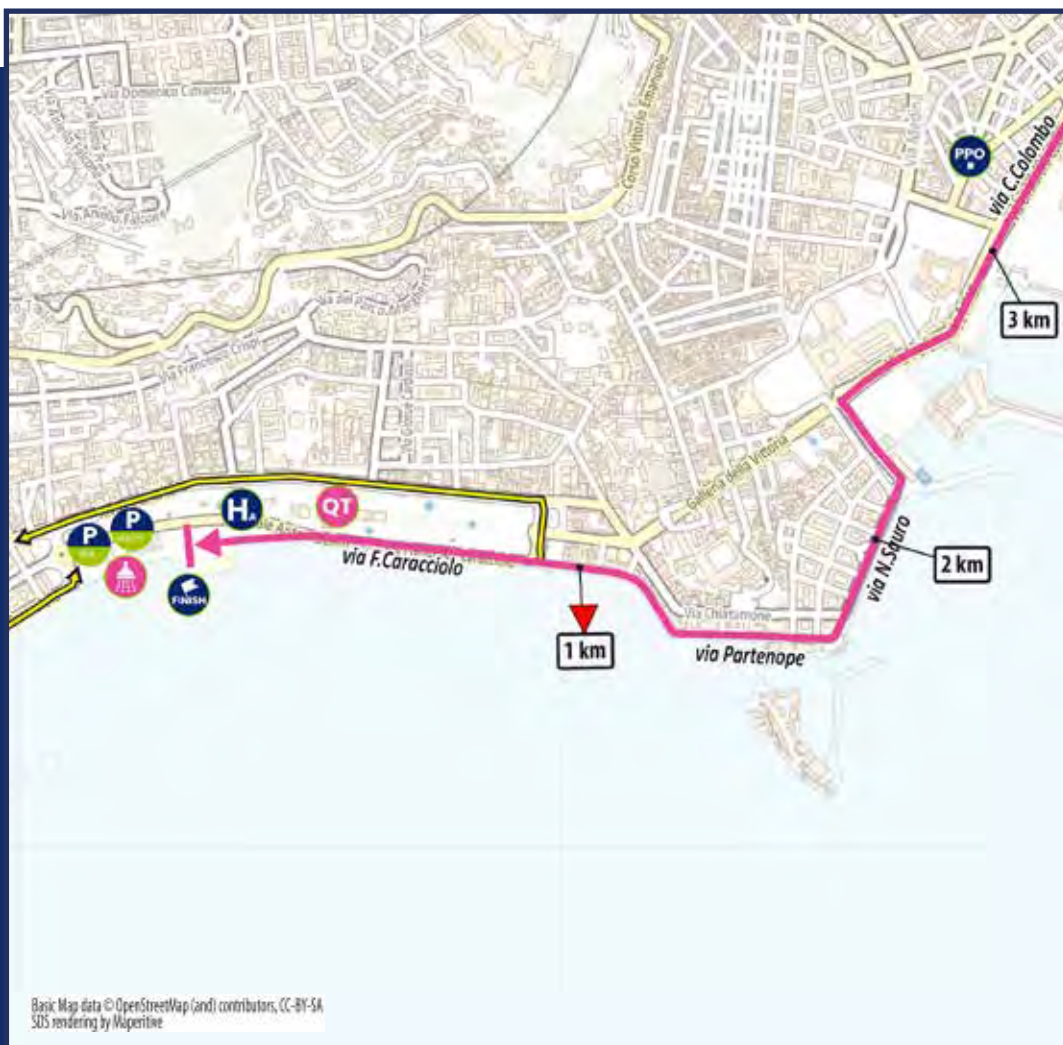 Via Domenico Cimarosa
Via Aniello Falcone
Corso Vittorio Emanuele
PPO
via C.Colombo
3 km
Via Francesco Crispi
Galleria della Vittoria
via N.Sauro
2 km
P
P
H
QT
FINISH
via F.Caracciolo
1 km
Via Chiatamone
via Partenope
Basic Map data © OpenStreetMap (and) contributors, CC-BY-SA
SDS rendering by Maperitive